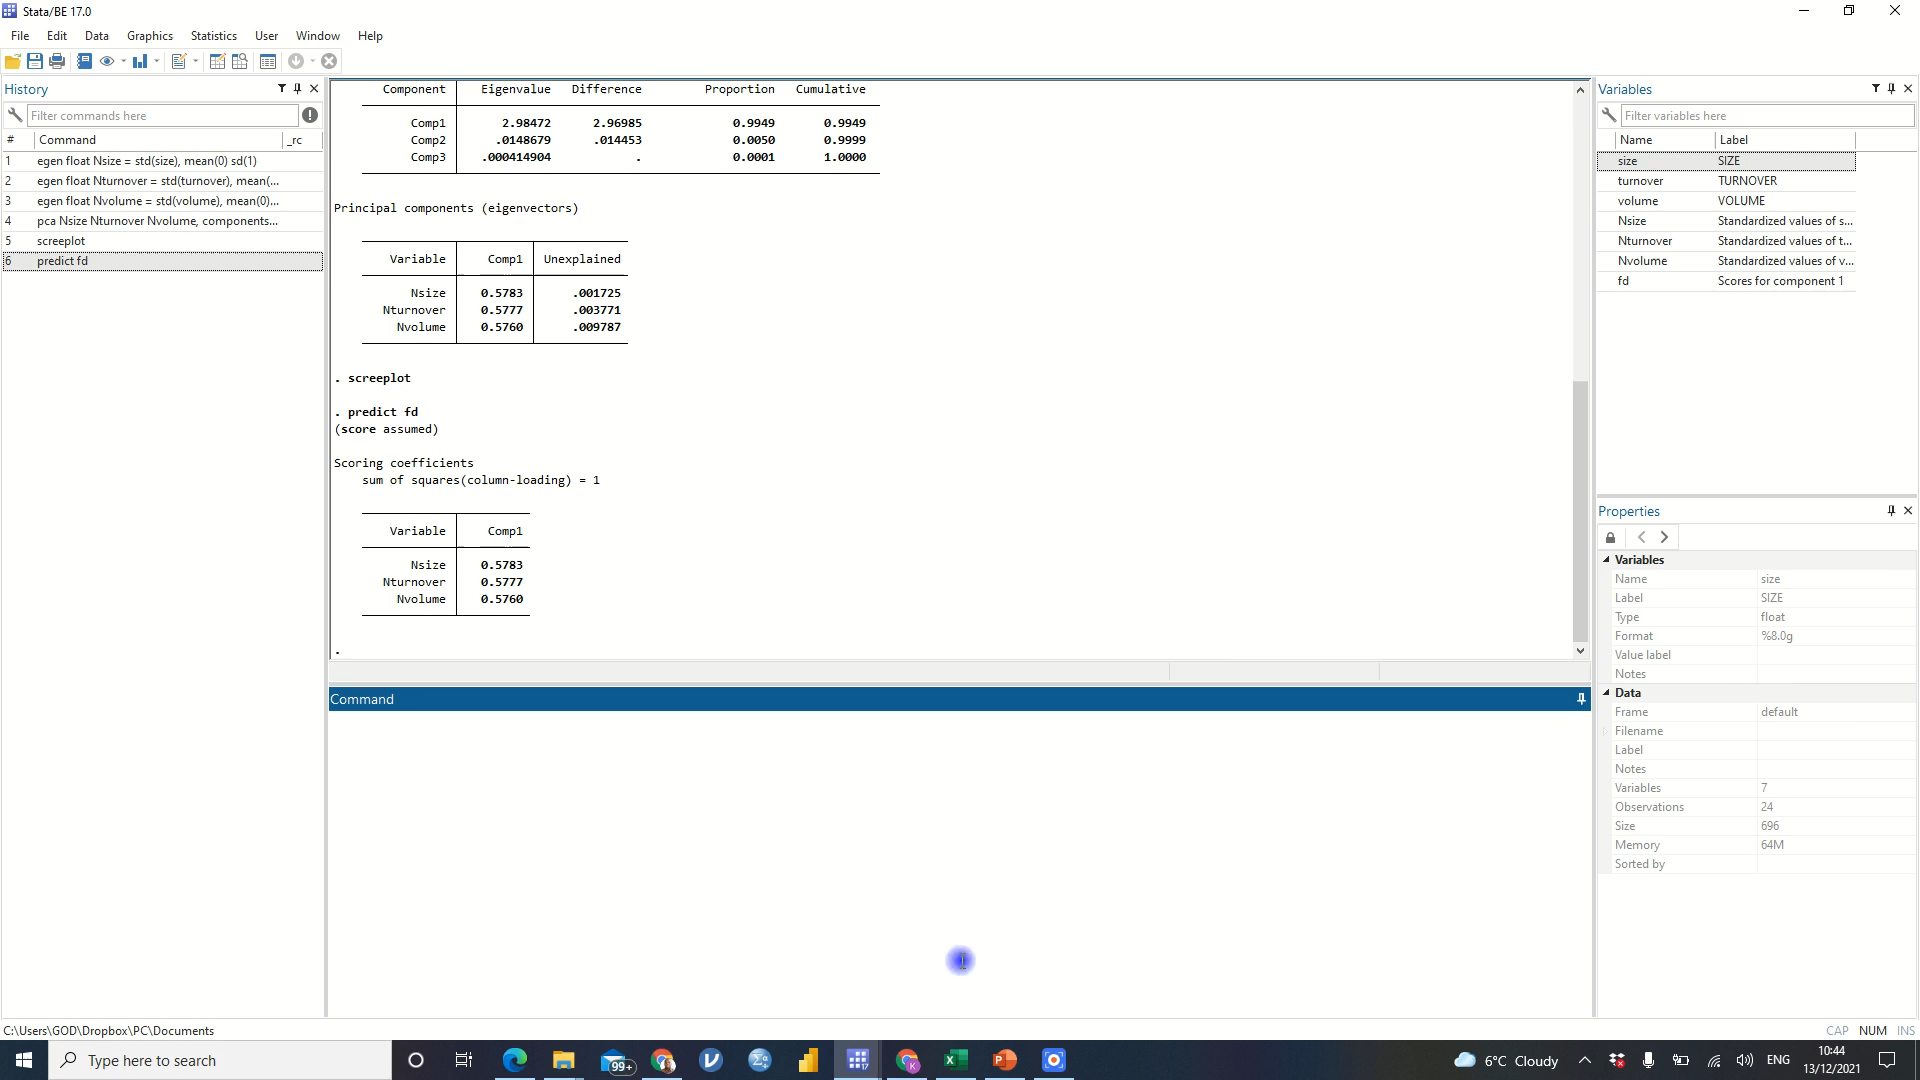 Stata/BE 17.0
File Edit Data Graphics Statistics User Window Help
History
Filter commands here
# Command _rc
1 egen float Nsize = std(size), mean(0) sd(1)
2 egen float Nturnover = std(turnover), mean(...
3 egen float Nvolume = std(volume), mean(0)...
4 pca Nsize Nturnover Nvolume, components...
5 screeplot
6 predict fd
Component Eigenvalue Difference Proportion Cumulative
Comp1 2.98472 2.96985 0.9949 0.9949
Comp2 .0148679 .014453 0.0050 0.9999
Comp3 .000414904 . 0.0001 1.0000
Principal components (eigenvectors)
Variable Comp1 Unexplained
Nsize 0.5783 .001725
Nturnover 0.5777 .003771
Nvolume 0.5760 .009787
. screeplot
. predict fd
(score assumed)
Scoring coefficients
sum of squares(column-loading) = 1
Variable Comp1
Nsize 0.5783
Nturnover 0.5777
Nvolume 0.5760
.
Command
Variables
Filter variables here
Name Label
size SIZE
turnover TURNOVER
volume VOLUME
Nsize Standardized values of s...
Nturnover Standardized values of t...
Nvolume Standardized values of v...
fd Scores for component 1
Properties
Variables
Name size
Label SIZE
Type float
Format %8.0g
Value label
Notes
Data
Frame default
Filename
Label
Notes
Variables 7
Observations 24
Size 696
Memory 64M
Sorted by
C:\Users\GOD\Dropbox\PC\Documents
CAP NUM INS
Type here to search
99+
6°C Cloudy
ENG
10:44
13/12/2021